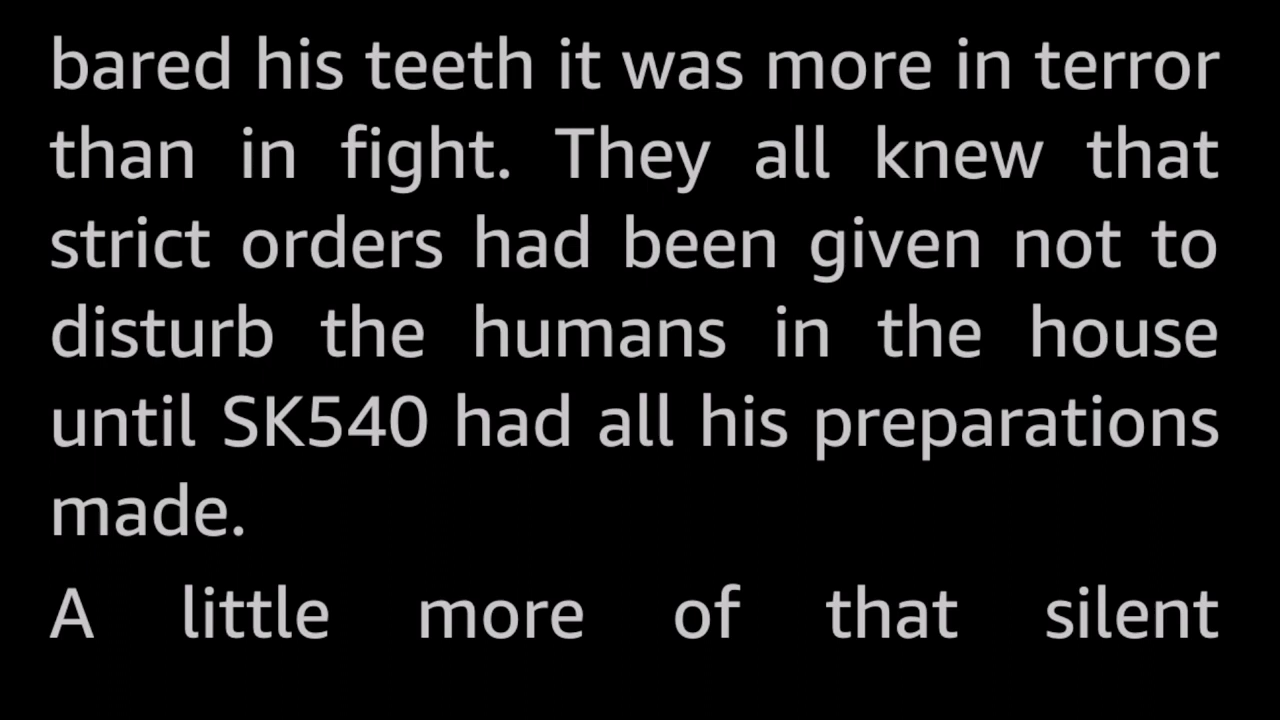 bared his teeth it was more in terror
than in fight. They all knew that
strict orders had been given not to
disturb the humans in the house
until SK540 had all his preparations
made.
A little more of that silent